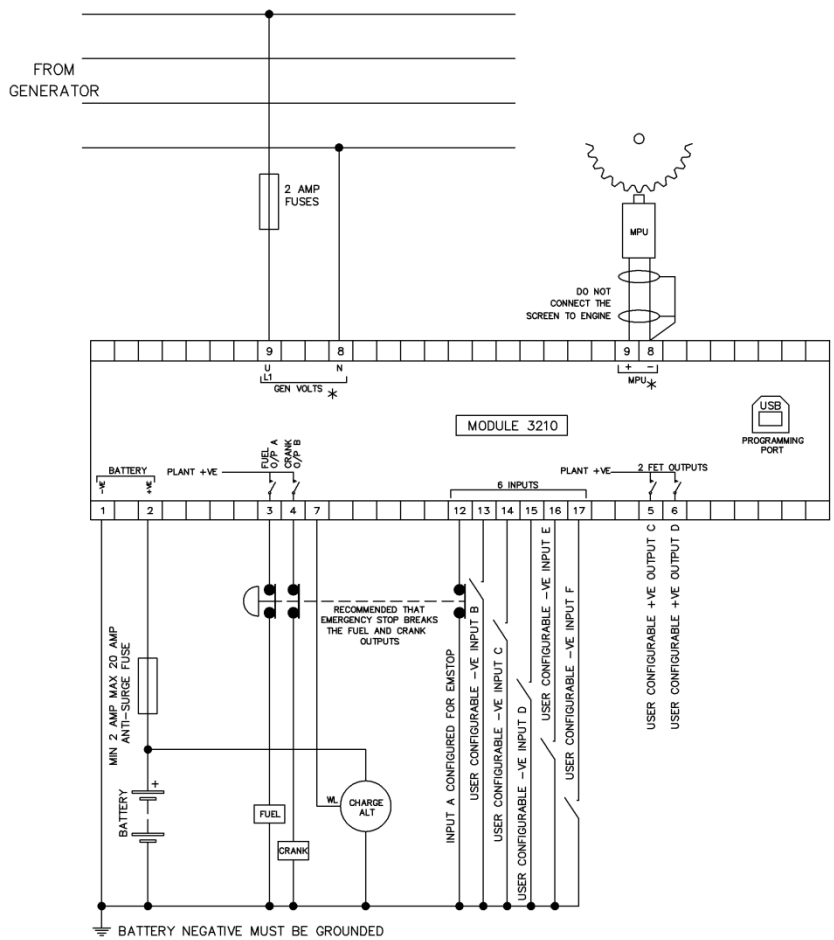 FROM
GENERATOR
2 AMP
FUSES
MPU
DO NOT
CONNECT THE
SCREEN TO ENGINE
9
8
9
8
U
L1
N
GEN VOLTS *
+ −
MPU*
MODULE 3210
USB
PROGRAMMING
PORT
BATTERY
-VE
+VE
PLANT +VE
FUEL
O/P A
CRANK
O/P B
6 INPUTS
PLANT +VE
2 FET OUTPUTS
1
2
3
4
7
12
13
14
15
16
17
5
6
RECOMMENDED THAT
EMERGENCY STOP BREAKS
THE FUEL AND CRANK
OUTPUTS
MIN 2 AMP MAX 20 AMP
ANTI-SURGE FUSE
+
BATTERY
FUEL
CRANK
WL
CHARGE
ALT
INPUT A CONFIGURED FOR EMSTOP
USER CONFIGURABLE -VE INPUT B
USER CONFIGURABLE -VE INPUT C
USER CONFIGURABLE -VE INPUT D
USER CONFIGURABLE -VE INPUT E
USER CONFIGURABLE -VE INPUT F
USER CONFIGURABLE +VE OUTPUT C
USER CONFIGURABLE +VE OUTPUT D
BATTERY NEGATIVE MUST BE GROUNDED